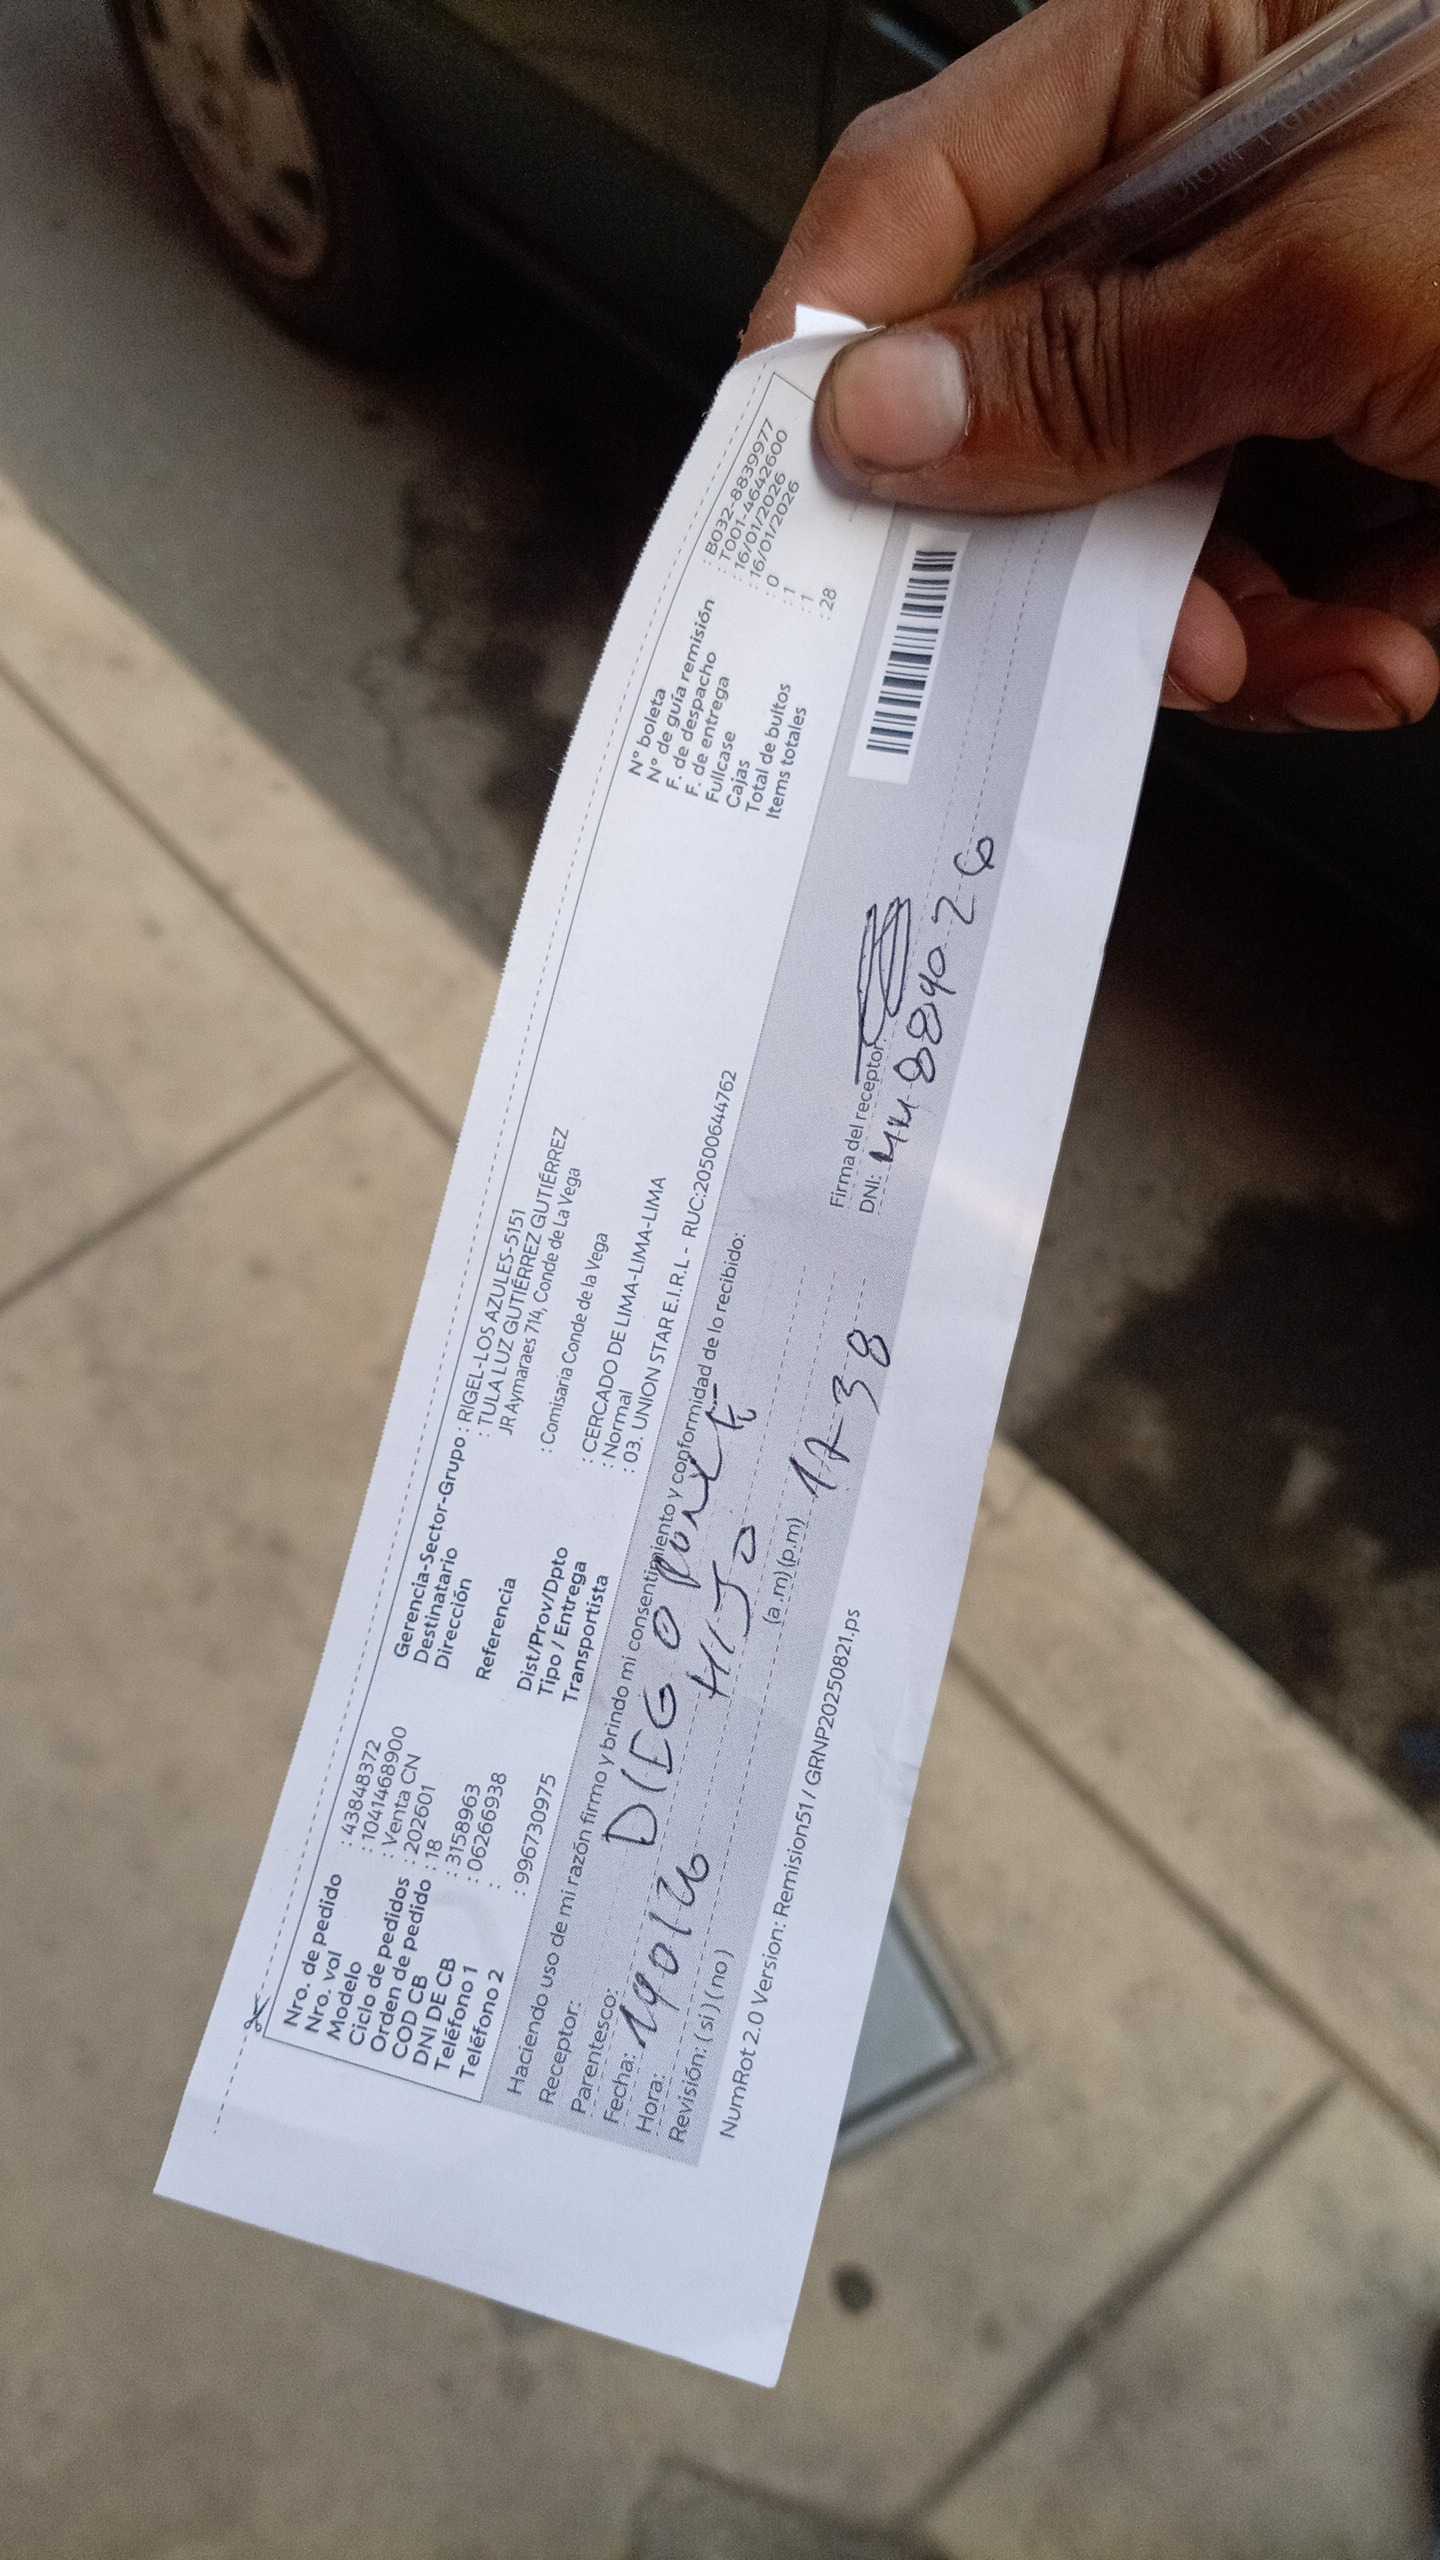 Nro. de pedido : 43848372
Nro. vol : 1041468900
Modelo : Venta CN
Ciclo de pedidos : 202601
Orden de pedido : 18
COD CB : 3158963
DNI DE CB : 06266938
Teléfono 1 :
Teléfono 2 : 996730975
Gerencia-Sector-Grupo : RIGEL-LOS AZULES-5151
Destinatario : TULA LUZ GUTIÉRREZ GUTIÉRREZ
Dirección JR Aymaraes 714, Conde de La Vega
Referencia : Comisaria Conde de la Vega
Dist/Prov/Dpto : CERCADO DE LIMA-LIMA-LIMA
Tipo / Entrega : Normal
Transportista : 03. UNION STAR E.I.R.L - RUC:20500644762
N° boleta : B032-8839977
N° de guía remisión : T001-4642600
F. de despacho : 16/01/2026
F. de entrega : 16/01/2026
Fullcase : 0
Cajas : 1
Total de bultos : 1
Items totales : 28
Haciendo uso de mi razón firmo y brindo mi consentimiento y conformidad de lo recibido:
Receptor: DIEGO
Parentesco: HIJO
Fecha:
Hora: (a.m) (p.m) 17 38
Revisión: ( si ) ( no )
Firma del receptor:
DNI:
NumRot 2.0 Version: Remision51 / GRNP20250821.ps